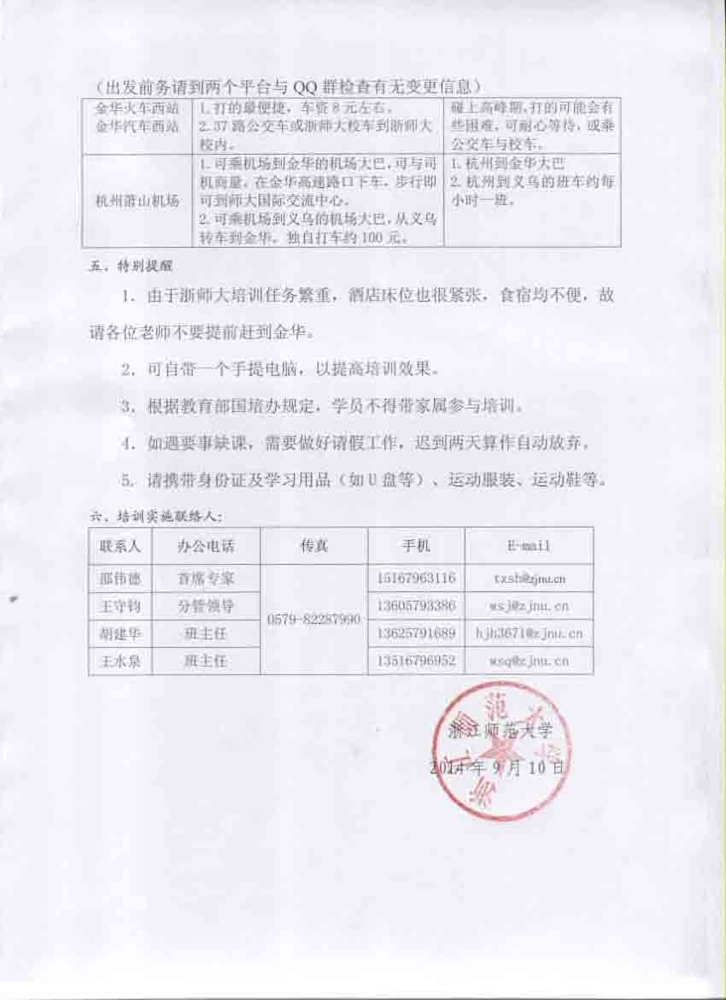 (出发前务请到两个平台与 QQ 群检查有无变更信息)
金华火车西站
金华汽车西站
1.打的最便捷，车资 8 元左右。
2.37 路公交车或浙师大校车到浙师大
校内。
碰上高峰期,打的可能会有
些困难，可耐心等待，或乘
公交车与校车。
杭州萧山机场
1.可乘机场到金华的机场大巴,可与司
机商量，在金华高速路口下车，步行即
可到师大国际交流中心。
2.可乘机场到义乌的机场大巴,从义乌
转车到金华。独自打车约 100 元。
1.杭州到金华大巴
2.杭州到义乌的班车约每
小时一班。
五、特别提醒
1. 由于浙师大培训任务繁重，酒店床位也很紧张，食宿均不便，故
请各位老师不要提前赶到金华。
2. 可自带一个手提电脑，以提高培训效果。
3. 根据教育部国培办规定，学员不得带家属参与培训。
4. 如遇要事缺课，需要做好请假工作，迟到两天算作自动放弃。
5. 请携带身份证及学习用品（如 U 盘等）、运动服装、运动鞋等。
六、培训实施联络人:
联系人 办公电话 传真 手机 E-mail
邵伟德 首席专家 15167963116 txsh@zjnu.cn
王守钧 分管领导 13605793386 wsj@zjnu.cn
0579-82287990
胡建华 班主任 13625791689 hjh3671@zjnu.cn
王水泉 班主任 13516796952 wsq@zjnu.cn
浙江师范大学
浙江师范大学
2014 年 9 月 10 日